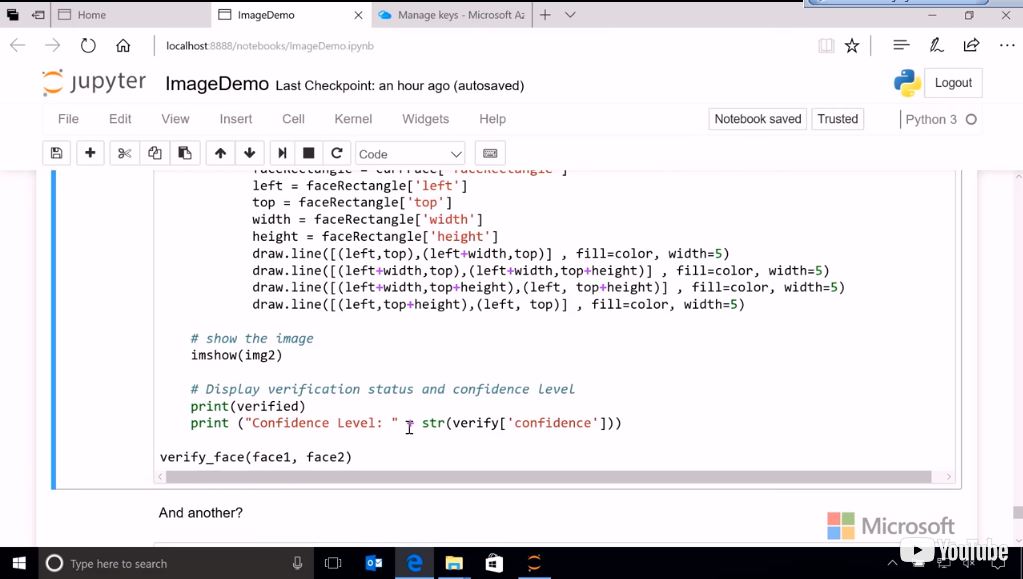 Home
ImageDemo
Manage keys - Microsoft Az
localhost:8888/notebooks/ImageDemo.ipynb
jupyter ImageDemo Last Checkpoint: an hour ago (autosaved)
Logout
File Edit View Insert Cell Kernel Widgets Help
Notebook saved Trusted Python 3
Code
faceRectangle = currFace['faceRectangle']
left = faceRectangle['left']
top = faceRectangle['top']
width = faceRectangle['width']
height = faceRectangle['height']
draw.line([(left,top),(left+width,top)] , fill=color, width=5)
draw.line([(left+width,top),(left+width,top+height)] , fill=color, width=5)
draw.line([(left+width,top+height),(left, top+height)] , fill=color, width=5)
draw.line([(left,top+height),(left, top)] , fill=color, width=5)
# show the image
imshow(img2)
# Display verification status and confidence level
print(verified)
print ("Confidence Level: " + str(verify['confidence']))
verify_face(face1, face2)
And another?
Microsoft
YouTube
Type here to search